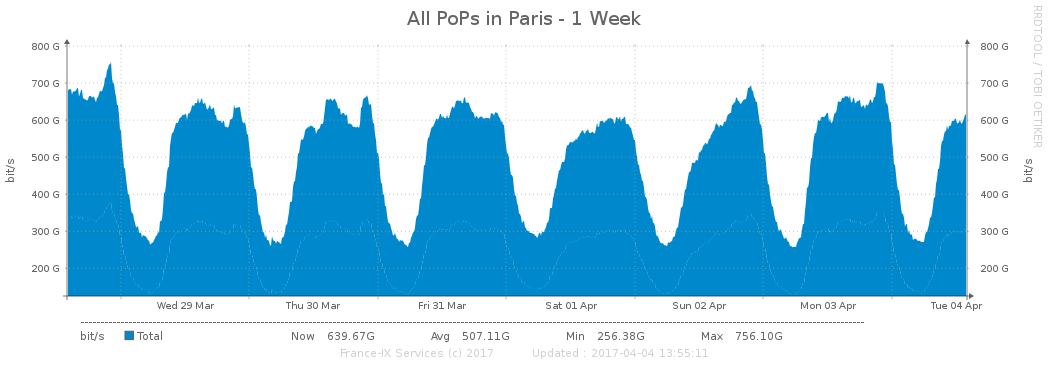 All PoPs in Paris - 1 Week
RRDTOOL / TOBI OETIKER
bit/s
bit/s
800 G 800 G
700 G 700 G
600 G 600 G
500 G 500 G
400 G 400 G
300 G 300 G
200 G 200 G
Wed 29 Mar Thu 30 Mar Fri 31 Mar Sat 01 Apr Sun 02 Apr Mon 03 Apr Tue 04 Apr
bit/s Total Now 639.67G Avg 507.11G Min 256.38G Max 756.10G
France-IX Services (c) 2017 Updated : 2017-04-04 13:55:11